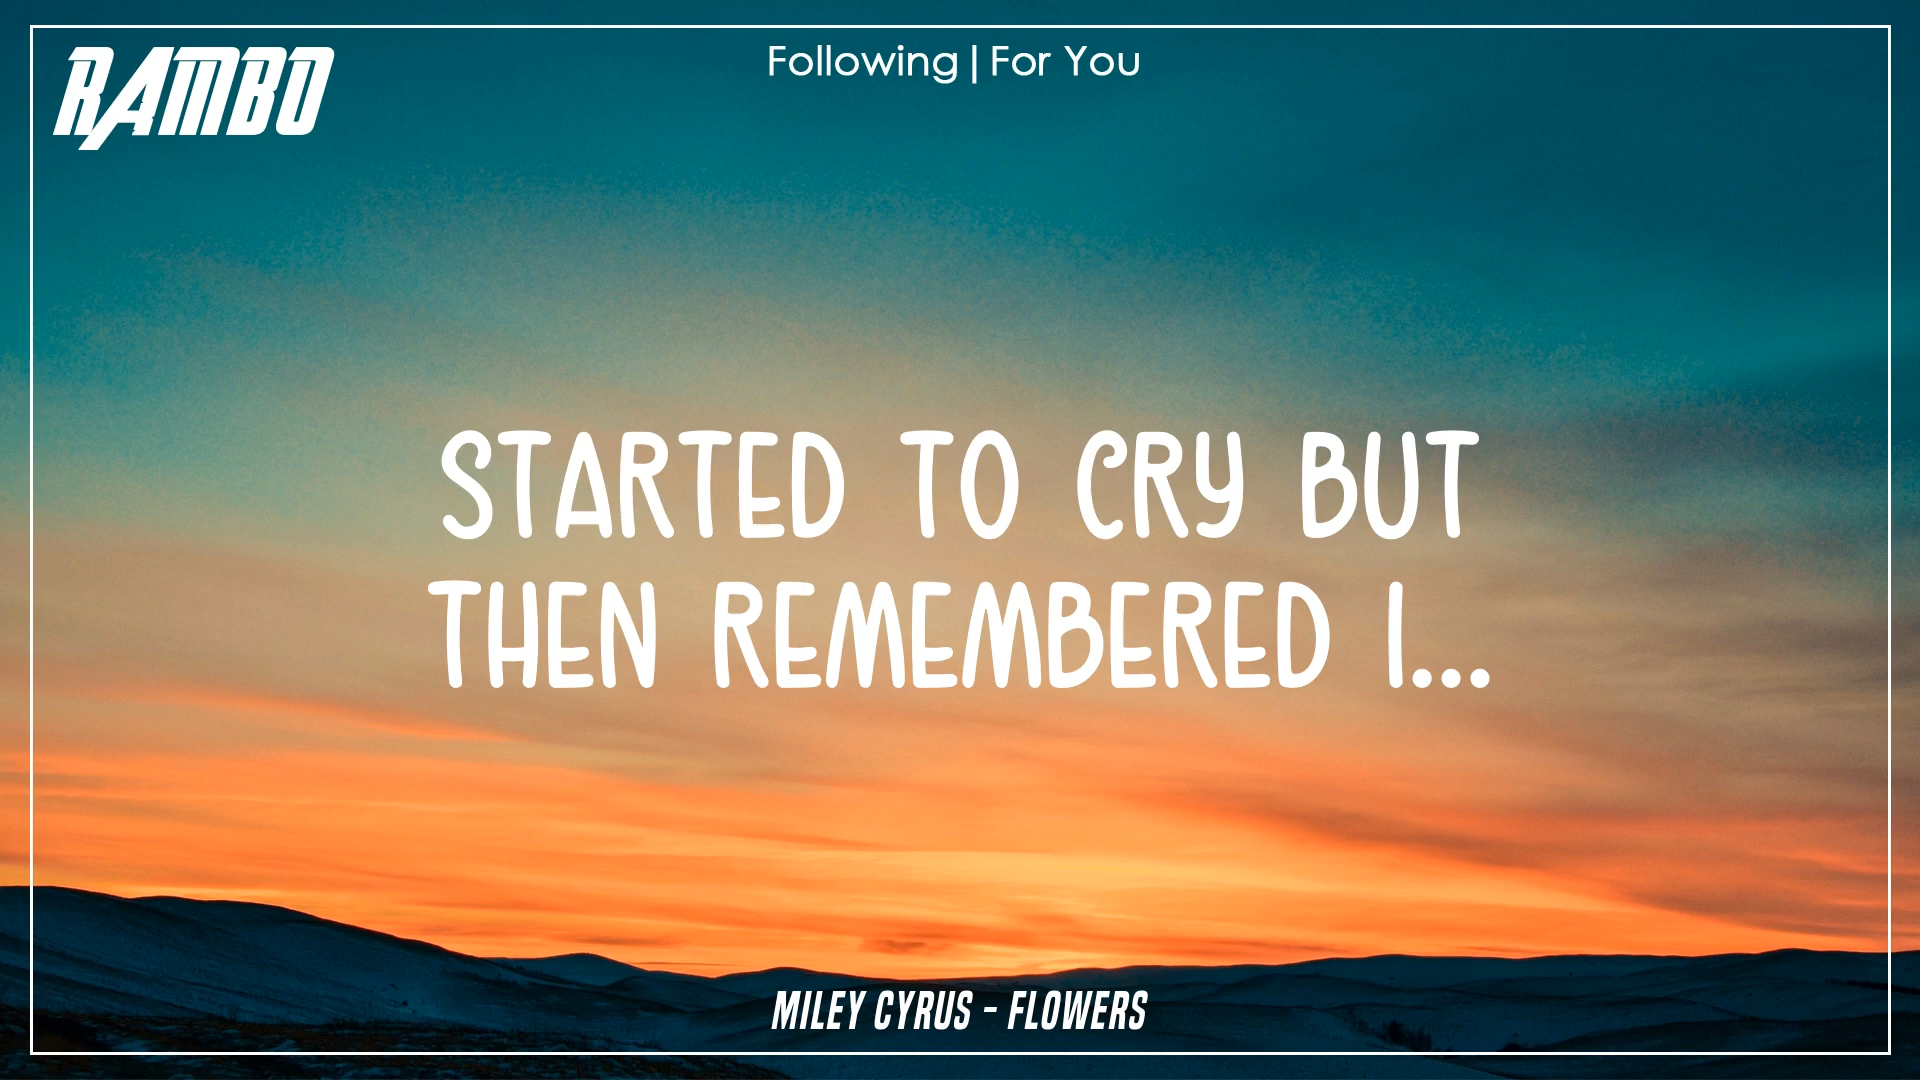 RAMBO
Following | For You
STARTED TO CRY BUT
THEN REMEMBERED I...
MILEY CYRUS - FLOWERS